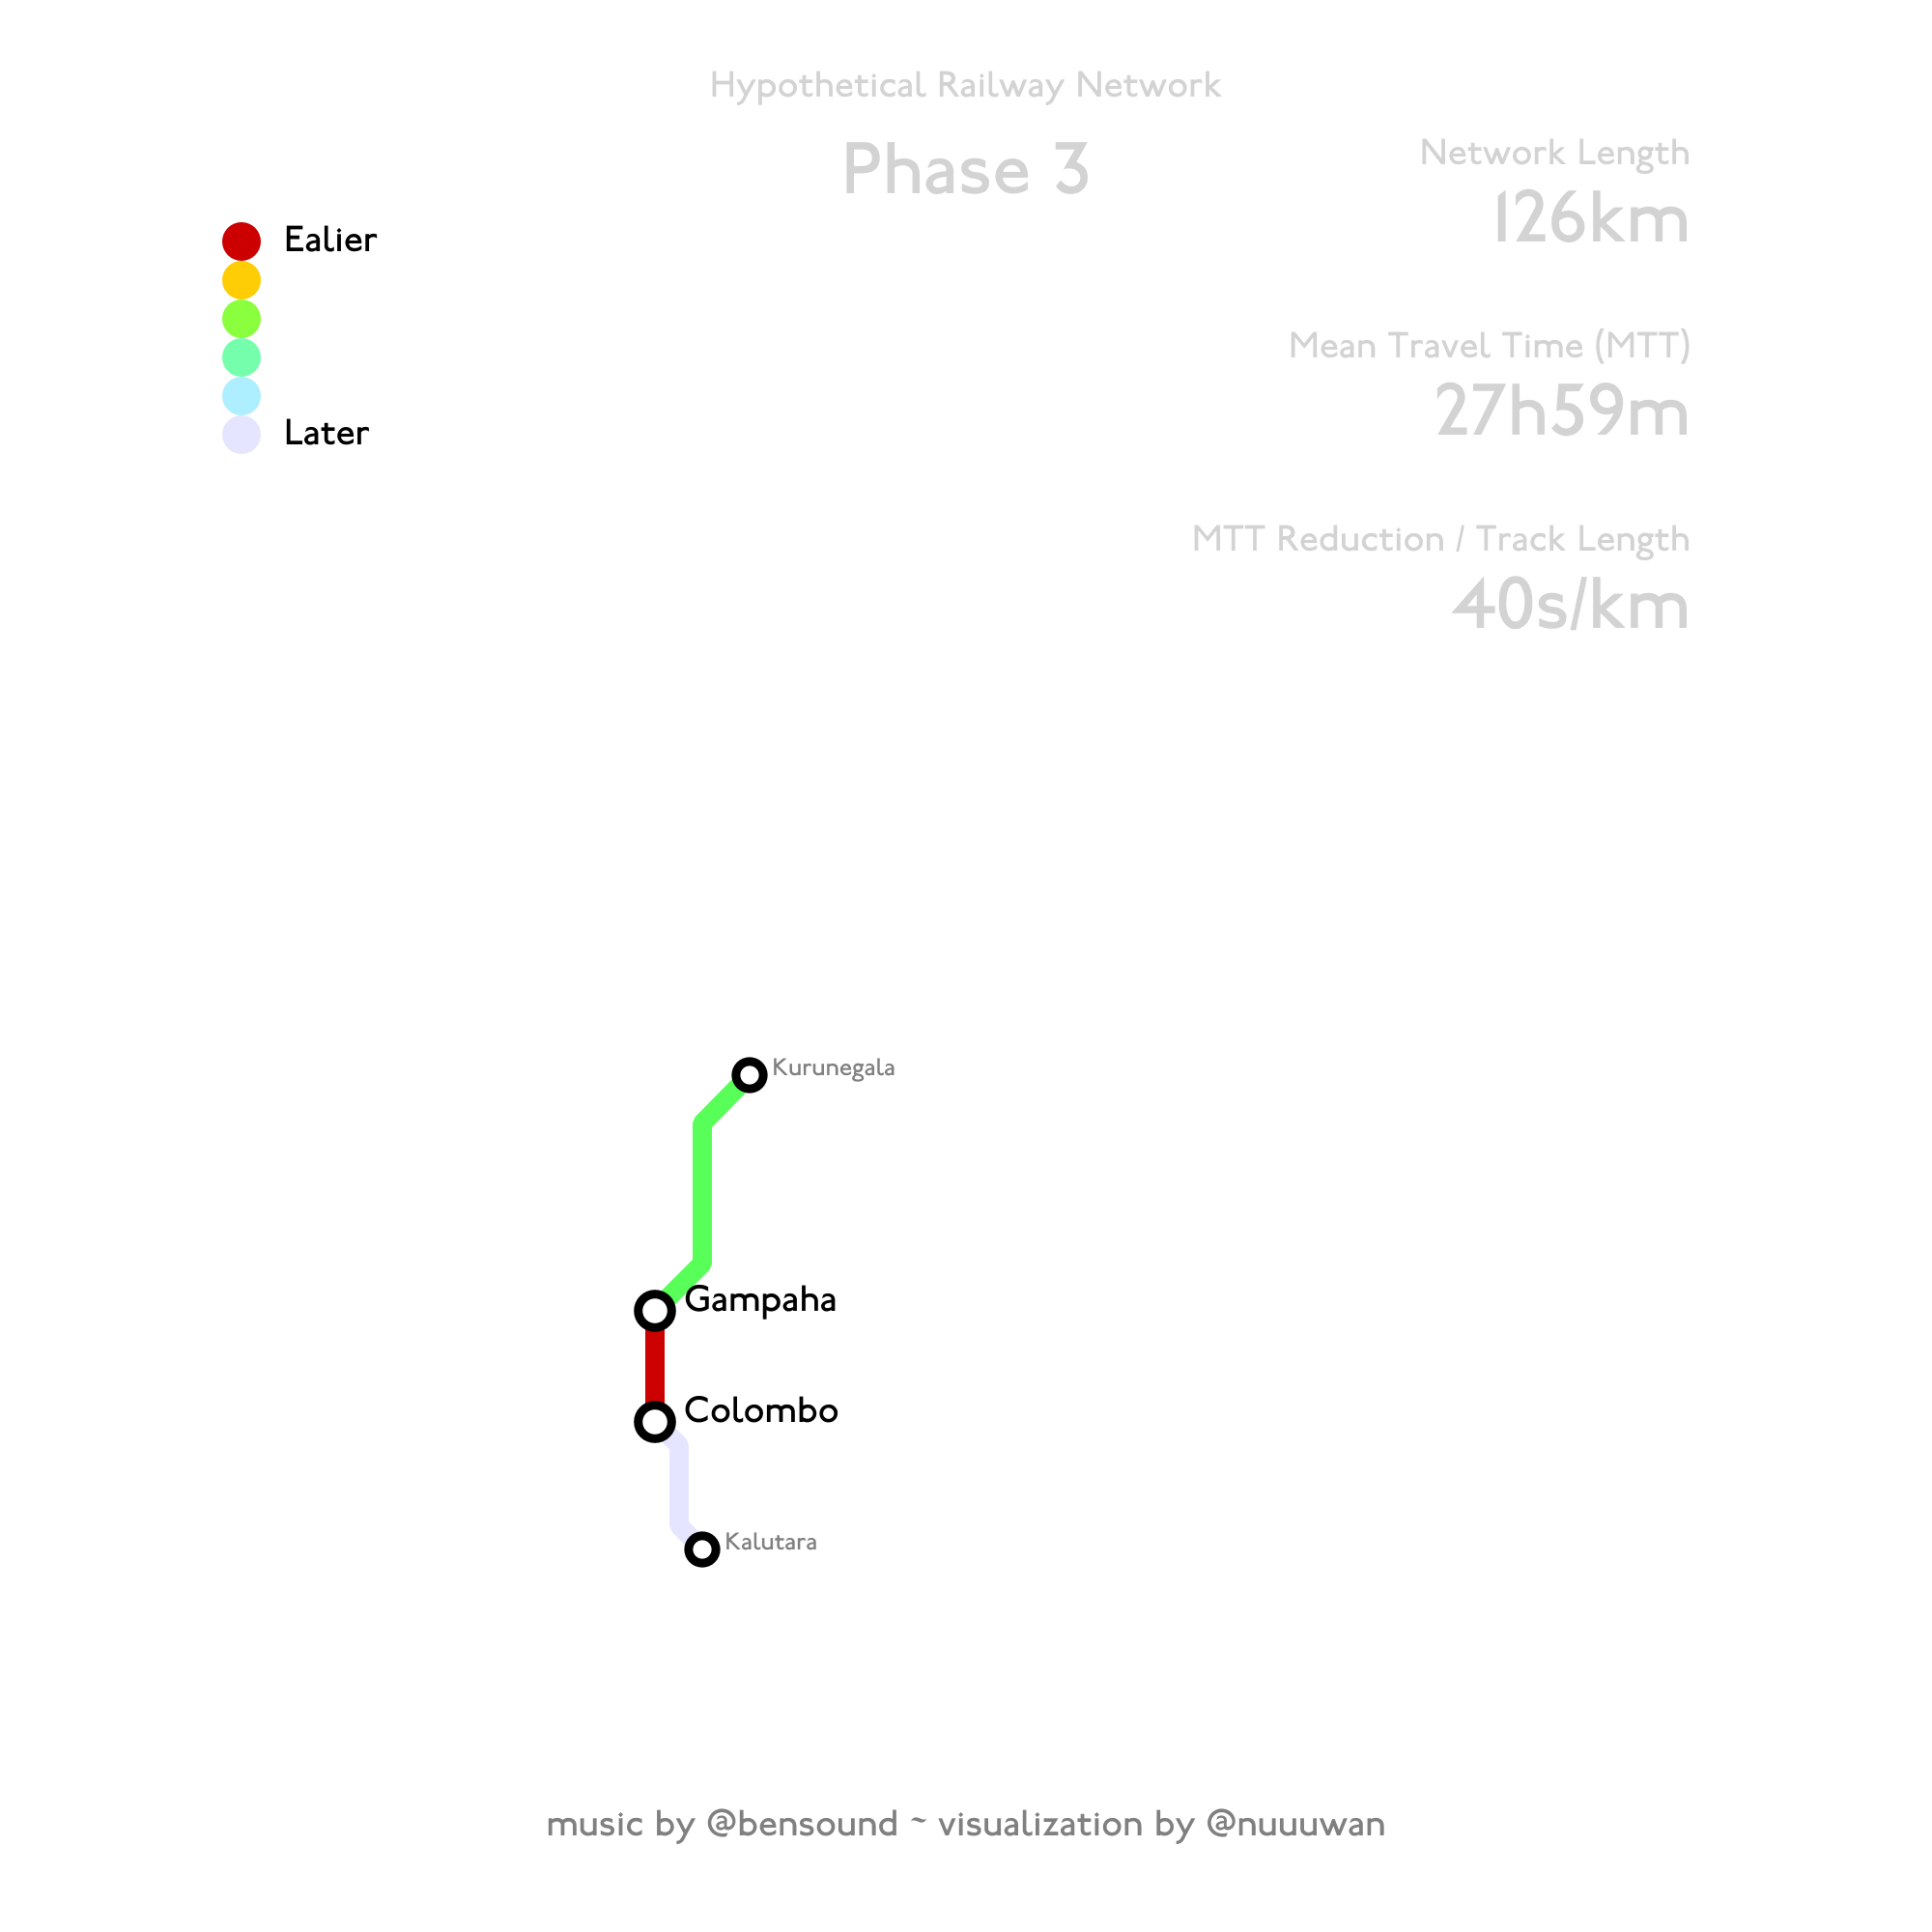 Hypothetical Railway Network
Phase 3
Network Length
126km
Ealier
Later
Mean Travel Time (MTT)
27h59m
MTT Reduction / Track Length
40s/km
Kurunegala
Gampaha
Colombo
Kalutara
music by @bensound ~ visualization by @nuuuwan